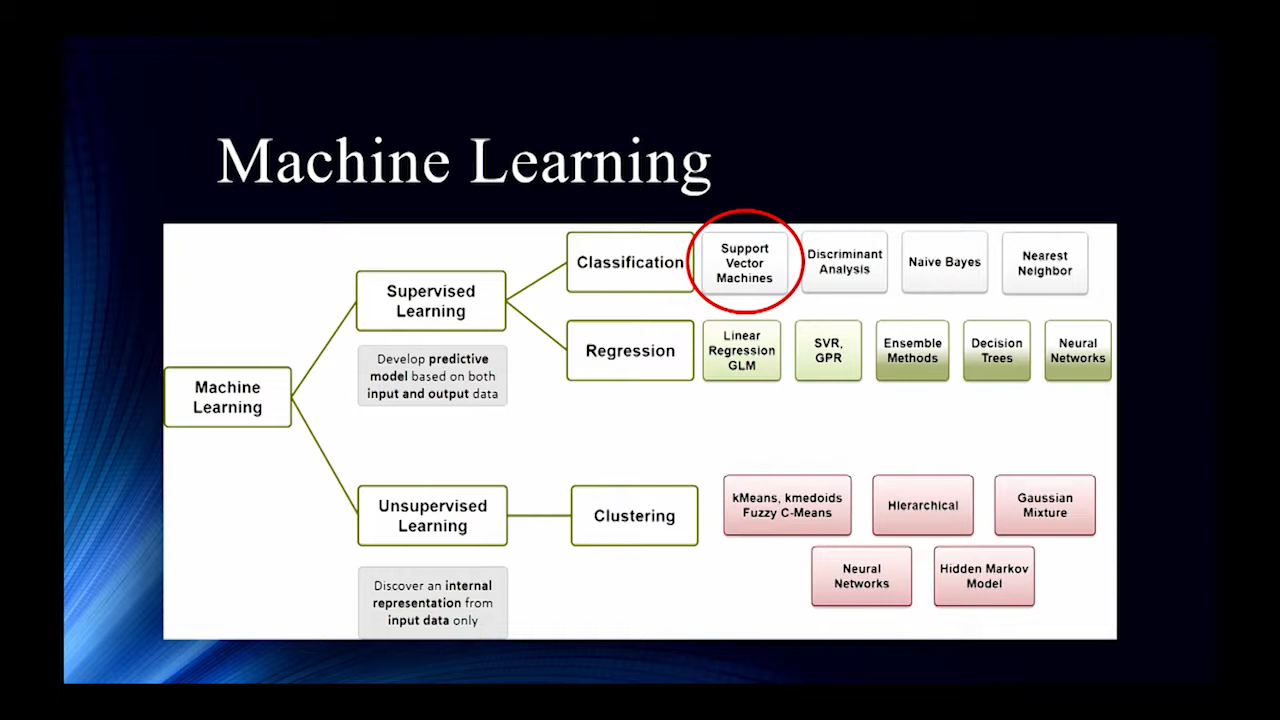 Machine Learning
Machine
Learning
Supervised
Learning
Develop predictive
model based on both
input and output data
Classification
Support
Vector
Machines
Discriminant
Analysis
Naive Bayes
Nearest
Neighbor
Regression
Linear
Regression
GLM
SVR,
GPR
Ensemble
Methods
Decision
Trees
Neural
Networks
Unsupervised
Learning
Discover an internal
representation from
input data only
Clustering
kMeans, kmedoids
Fuzzy C-Means
Hierarchical
Gaussian
Mixture
Neural
Networks
Hidden Markov
Model